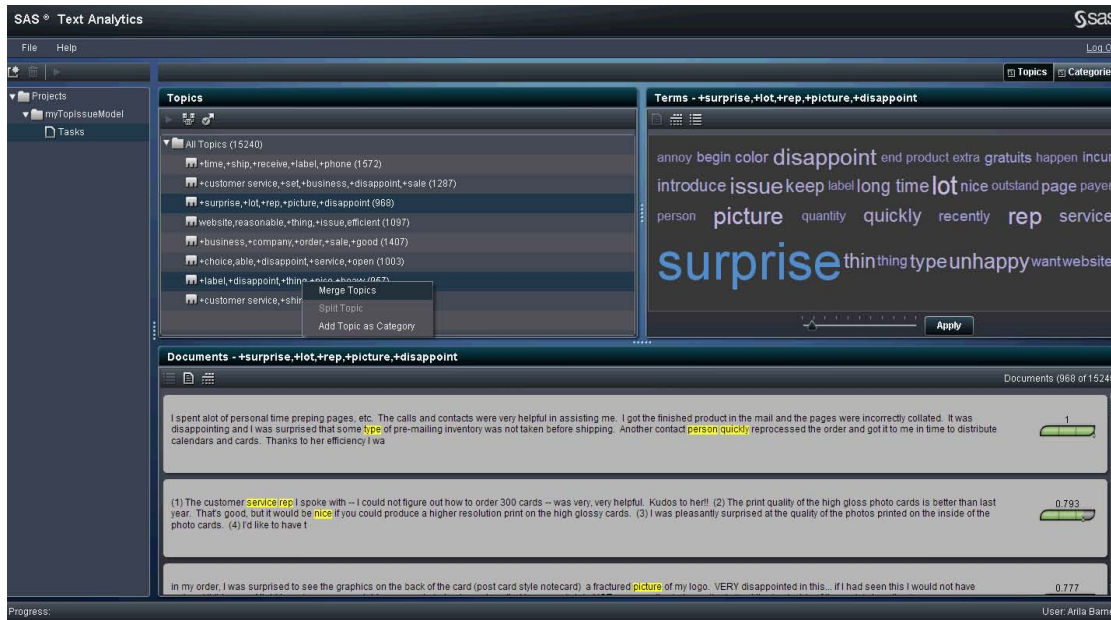 SAS ® Text Analytics
sas
File Help
Log O
Topics Categorie
Projects
myTopIssueModel
Tasks
Topics
All Topics (15240)
+time,+ship,+receive,+label,+phone (1572)
+customer service,+set,+business,+disappoint,+sale (1287)
+surprise,+lot,+rep,+picture,+disappoint (968)
website,reasonable,+thing,+issue,efficient (1097)
+business,+company,+order,+sale,+good (1407)
+choice,able,+disappoint,+service,+open (1003)
+label,+disappoint,+thing,+nice,+heavy (967)
+customer service,+ship
Merge Topics
Split Topic
Add Topic as Category
Terms - +surprise,+lot,+rep,+picture,+disappoint
annoy begin color disappoint end product extra gratuits happen incur
introduce issue keep label long time lot nice outstand page payer
person picture quantity quickly recently rep service
surprise thin thing type unhappy want website
Apply
Documents - +surprise,+lot,+rep,+picture,+disappoint
Documents (968 of 1524
I spent alot of personal time preping pages, etc. The calls and contacts were very helpful in assisting me. I got the finished product in the mail and the pages were incorrectly collated. It was
disappointing and I was surprised that some type of pre-mailing inventory was not taken before shipping. Another contact person quickly reprocessed the order and got it to me in time to distribute
calendars and cards. Thanks to her efficiency I wa
1
(1) The customer service rep I spoke with -- I could not figure out how to order 300 cards -- was very, very helpful. Kudos to her!! (2) The print quality of the high gloss photo cards is better than last
year. That's good, but it would be nice if you could produce a higher resolution print on the high glossy cards. (3) I was pleasantly surprised at the quality of the photos printed on the inside of the
photo cards. (4) I'd like to have t
0.793
in my order, I was surprised to see the graphics on the back of the card (post card style notecard) a fractured picture of my logo. VERY disappointed in this... if I had seen this I would not have
0.777
Progress:
User: Arila Barne